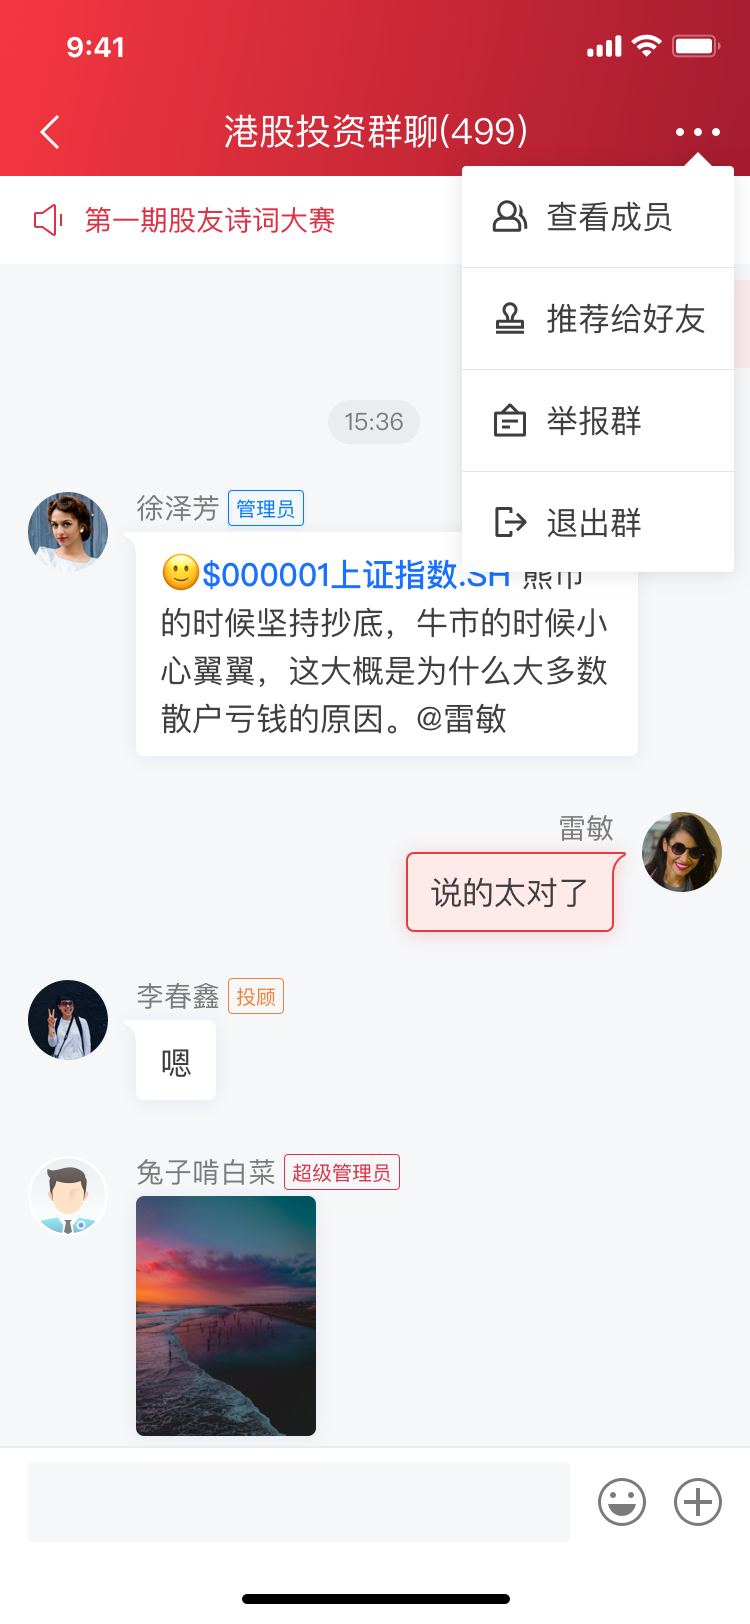 9:41
港股投资群聊(499)
第一期股友诗词大赛
查看成员
推荐给好友
举报群
退出群
15:36
徐泽芳 管理员
$000001上证指数.SH 熊市
的时候坚持抄底，牛市的时候小
心翼翼，这大概是为什么大多数
散户亏钱的原因。@雷敏
雷敏
说的太对了
李春鑫 投顾
嗯
兔子啃白菜 超级管理员